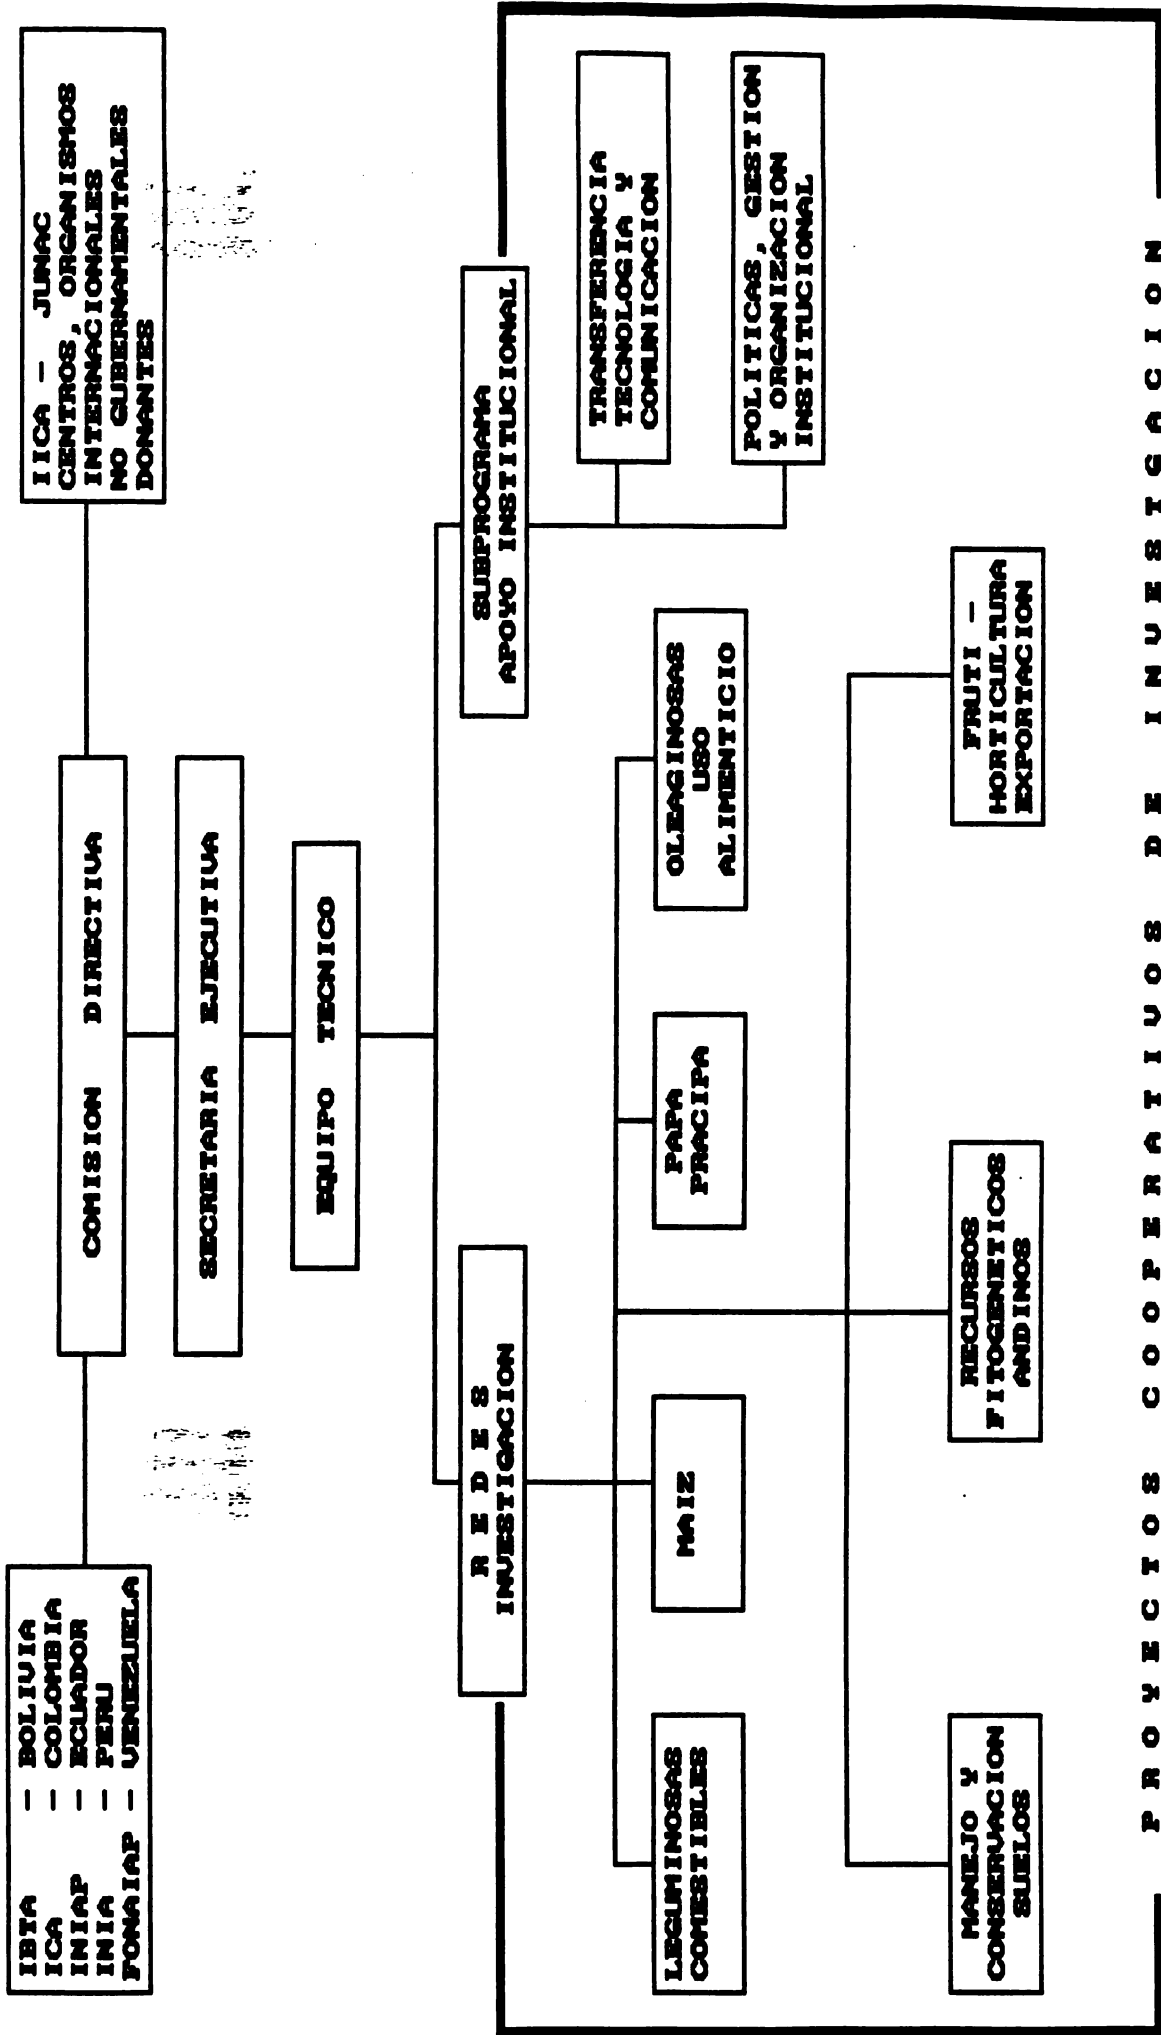 IBTA - BOLIVIA
ICA - COLOMBIA
INIAP - ECUADOR
INIA - PERU
FONAIAP - VENEZUELA
COMISION DIRECTIVA
IICA - JUNAC
CENTROS, ORGANISMOS
INTERNACIONALES
NO GUBERNAMENTALES
DONANTES
SECRETARIA EJECUTIVA
EQUIPO TECNICO
R E D E S
INVESTIGACION
SUBPROGRAMA
APOYO INSTITUCIONAL
LEGUMINOSAS
COMESTIBLES
MAIZ
PAPA
PRACIPA
OLEAGINOSAS
USO
ALIMENTICIO
TRANSFERENCIA
TECNOLOGIA Y
COMUNICACION
POLITICAS, GESTION
Y ORGANIZACION
INSTITUCIONAL
MANEJO Y
CONSERVACION
SUELOS
RECURSOS
FITOGENETICOS
ANDINOS
FRUTI -
HORTICULTURA
EXPORTACION
P R O Y E C T O S C O O P E R A T I V O S D E I N V E S T I G A C I O N